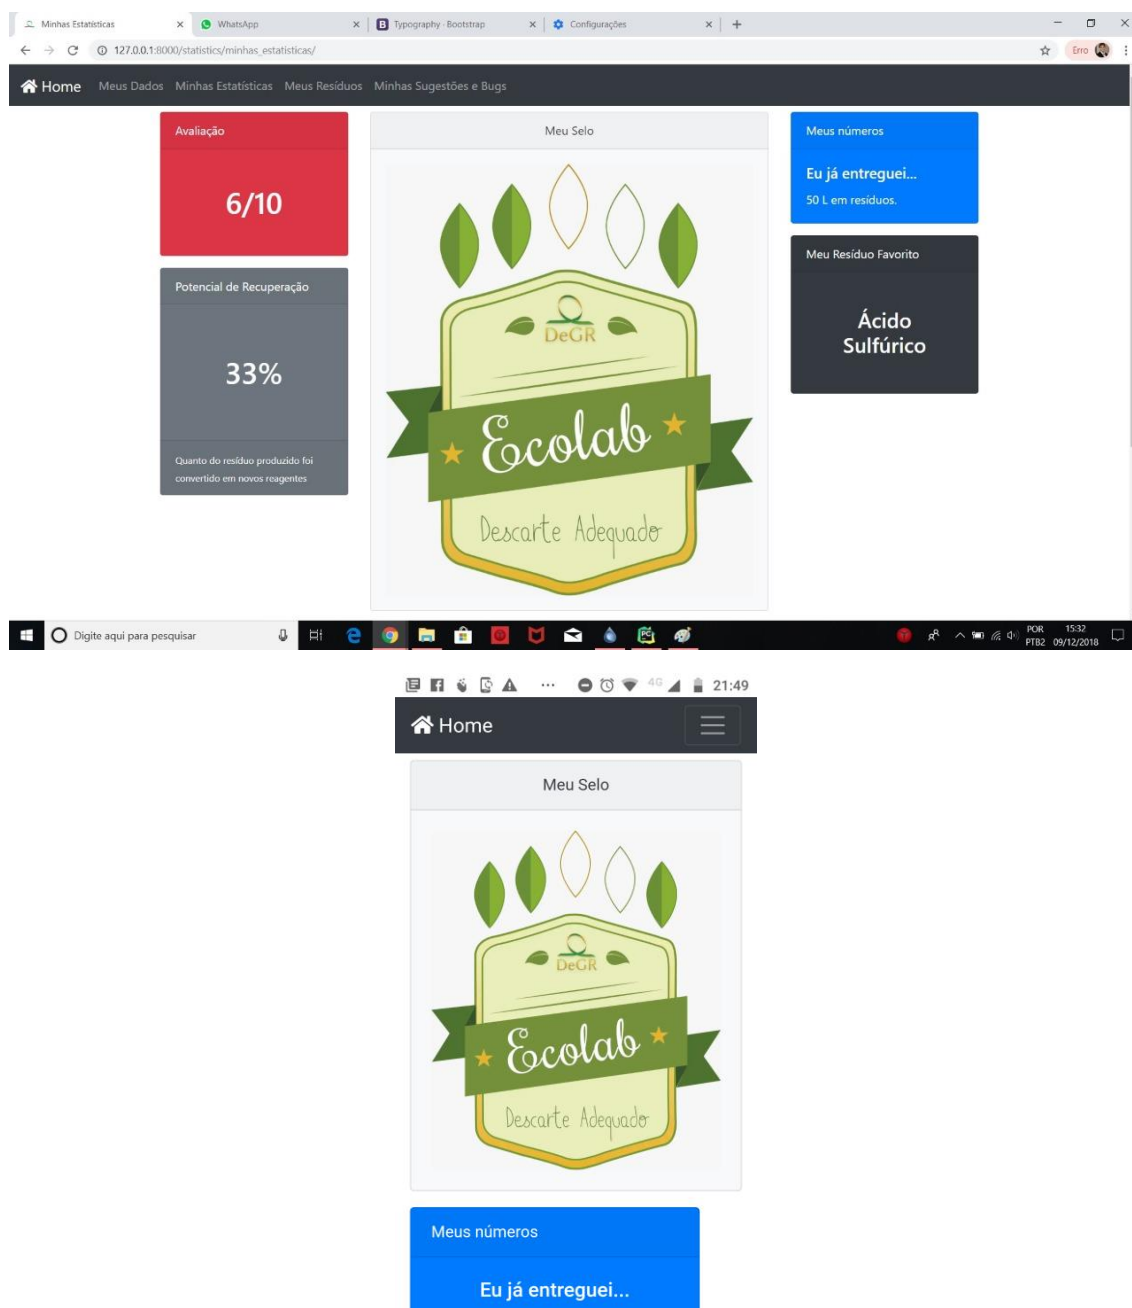 Minhas Estatísticas
WhatsApp
Typography · Bootstrap
Configurações
127.0.0.1:8000/statistics/minhas_estatisticas/
Erro
Home Meus Dados Minhas Estatísticas Meus Resíduos Minhas Sugestões e Bugs
Avaliação
6/10
Potencial de Recuperação
33%
Quanto do resíduo produzido foi
convertido em novos reagentes
Meu Selo
DeGR
Ecolab
Descarte Adequado
Meus números
Eu já entreguei...
50 L em resíduos.
Meu Resíduo Favorito
Ácido
Sulfúrico
Digite aqui para pesquisar
POR
PTB2
15:32
09/12/2018
4G 21:49
Home
Meu Selo
DeGR
Ecolab
Descarte Adequado
Meus números
Eu já entreguei...